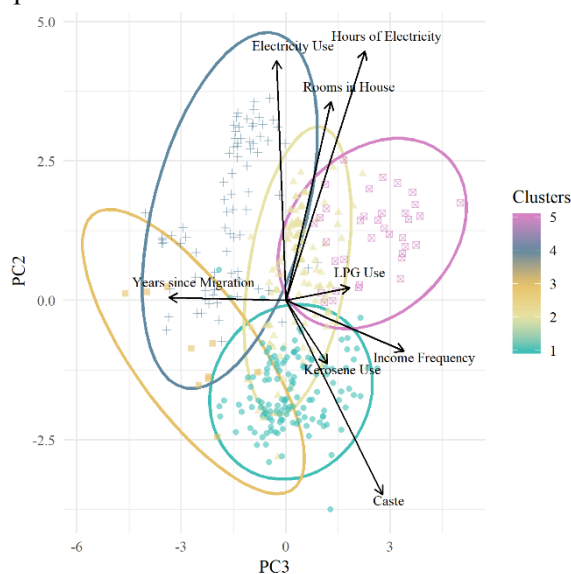 5.0
Hours of Electricity
Electricity Use
Rooms in House
2.5
Clusters
5
4
3
2
1
LPG Use
Years since Migration
PC2
0.0
Income Frequency
Kerosene Use
-2.5
Caste
-6
-3
0
3
PC3